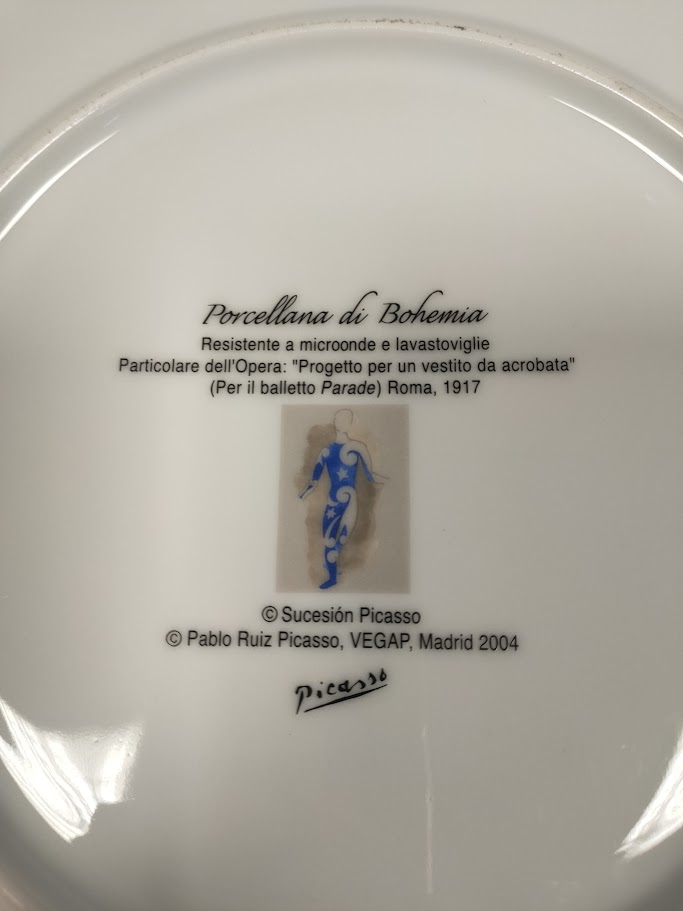 Porcellana di Bohemia
Resistente a microonde e lavastoviglie
Particolare dell'Opera: "Progetto per un vestito da acrobata"
(Per il balletto Parade) Roma, 1917
© Sucesión Picasso
© Pablo Ruiz Picasso, VEGAP, Madrid 2004
Picasso